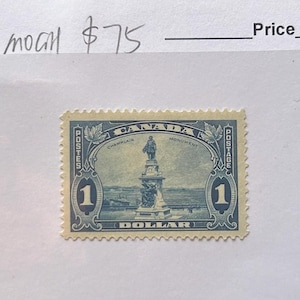 MOGH $75
Price
CANADA
CHAMPLAIN MONUMENT
POSTES
POSTAGE
1 1
DOLLAR